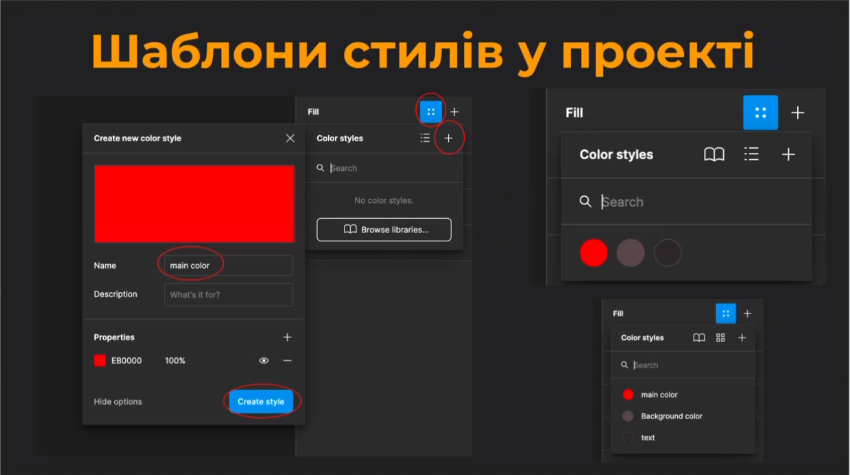 Шаблони стилів у проекті
Create new color style
Name
main color
Description
What's it for?
Properties
EB0000 100%
Hide options
Create style
Fill
Color styles
Search
No color styles.
Browse libraries...
Fill
Color styles
Search
Fill
Color styles
Search
main color
Background color
text